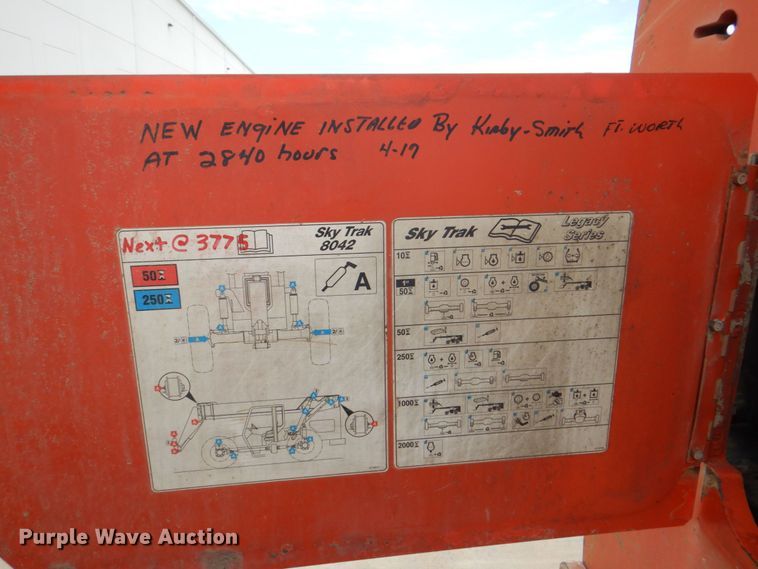 NEW ENGINE INSTALLED By Kirby-Smith FT. WORTH
AT 2840 hours 4-17
Next @ 3775
Sky Trak
8042
50
250
A
Sky Trak
Legacy
Series
10
1st
50
50
250
1000
2000
Purple Wave Auction